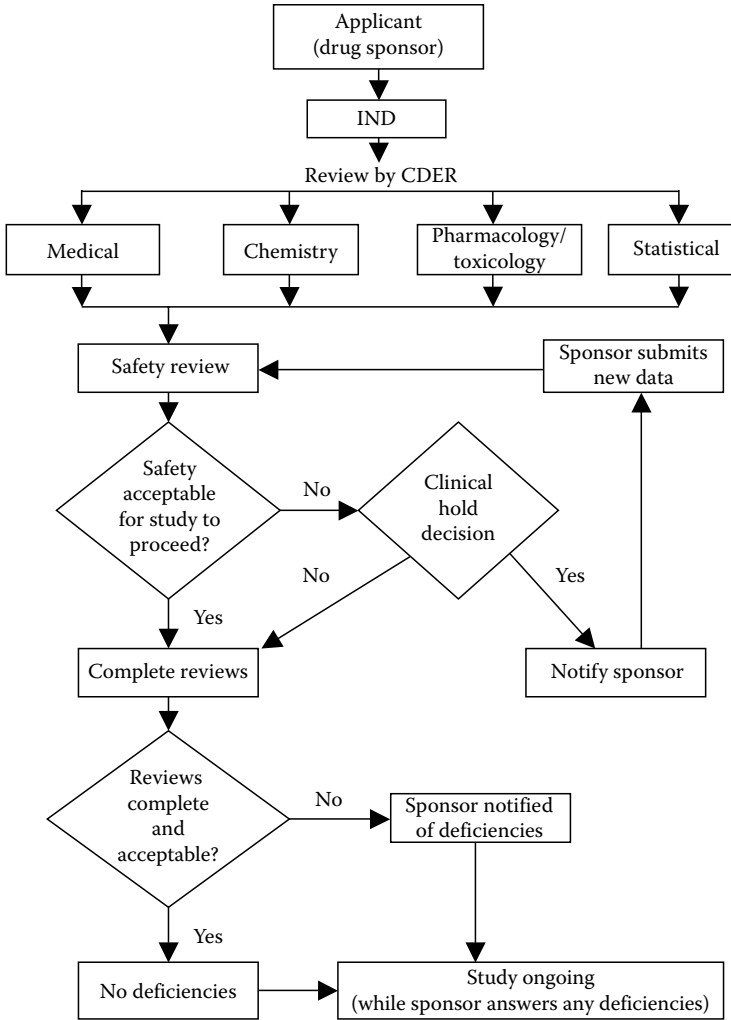 Applicant
(drug sponsor)
IND
Review by CDER
Medical
Chemistry
Pharmacology/
toxicology
Statistical
Safety review
Sponsor submits
new data
Safety
acceptable
for study to
proceed?
No
Clinical
hold
decision
No
Yes
Yes
Complete reviews
Notify sponsor
Reviews
complete
and
acceptable?
No
Sponsor notified
of deficiencies
Yes
No deficiencies
Study ongoing
(while sponsor answers any deficiencies)